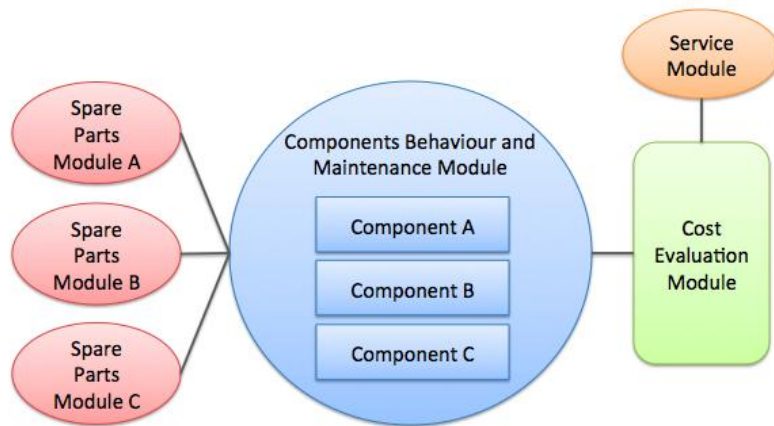 Spare
Parts
Module A
Spare
Parts
Module B
Spare
Parts
Module C
Components Behaviour and
Maintenance Module
Component A
Component B
Component C
Service
Module
Cost
Evaluation
Module